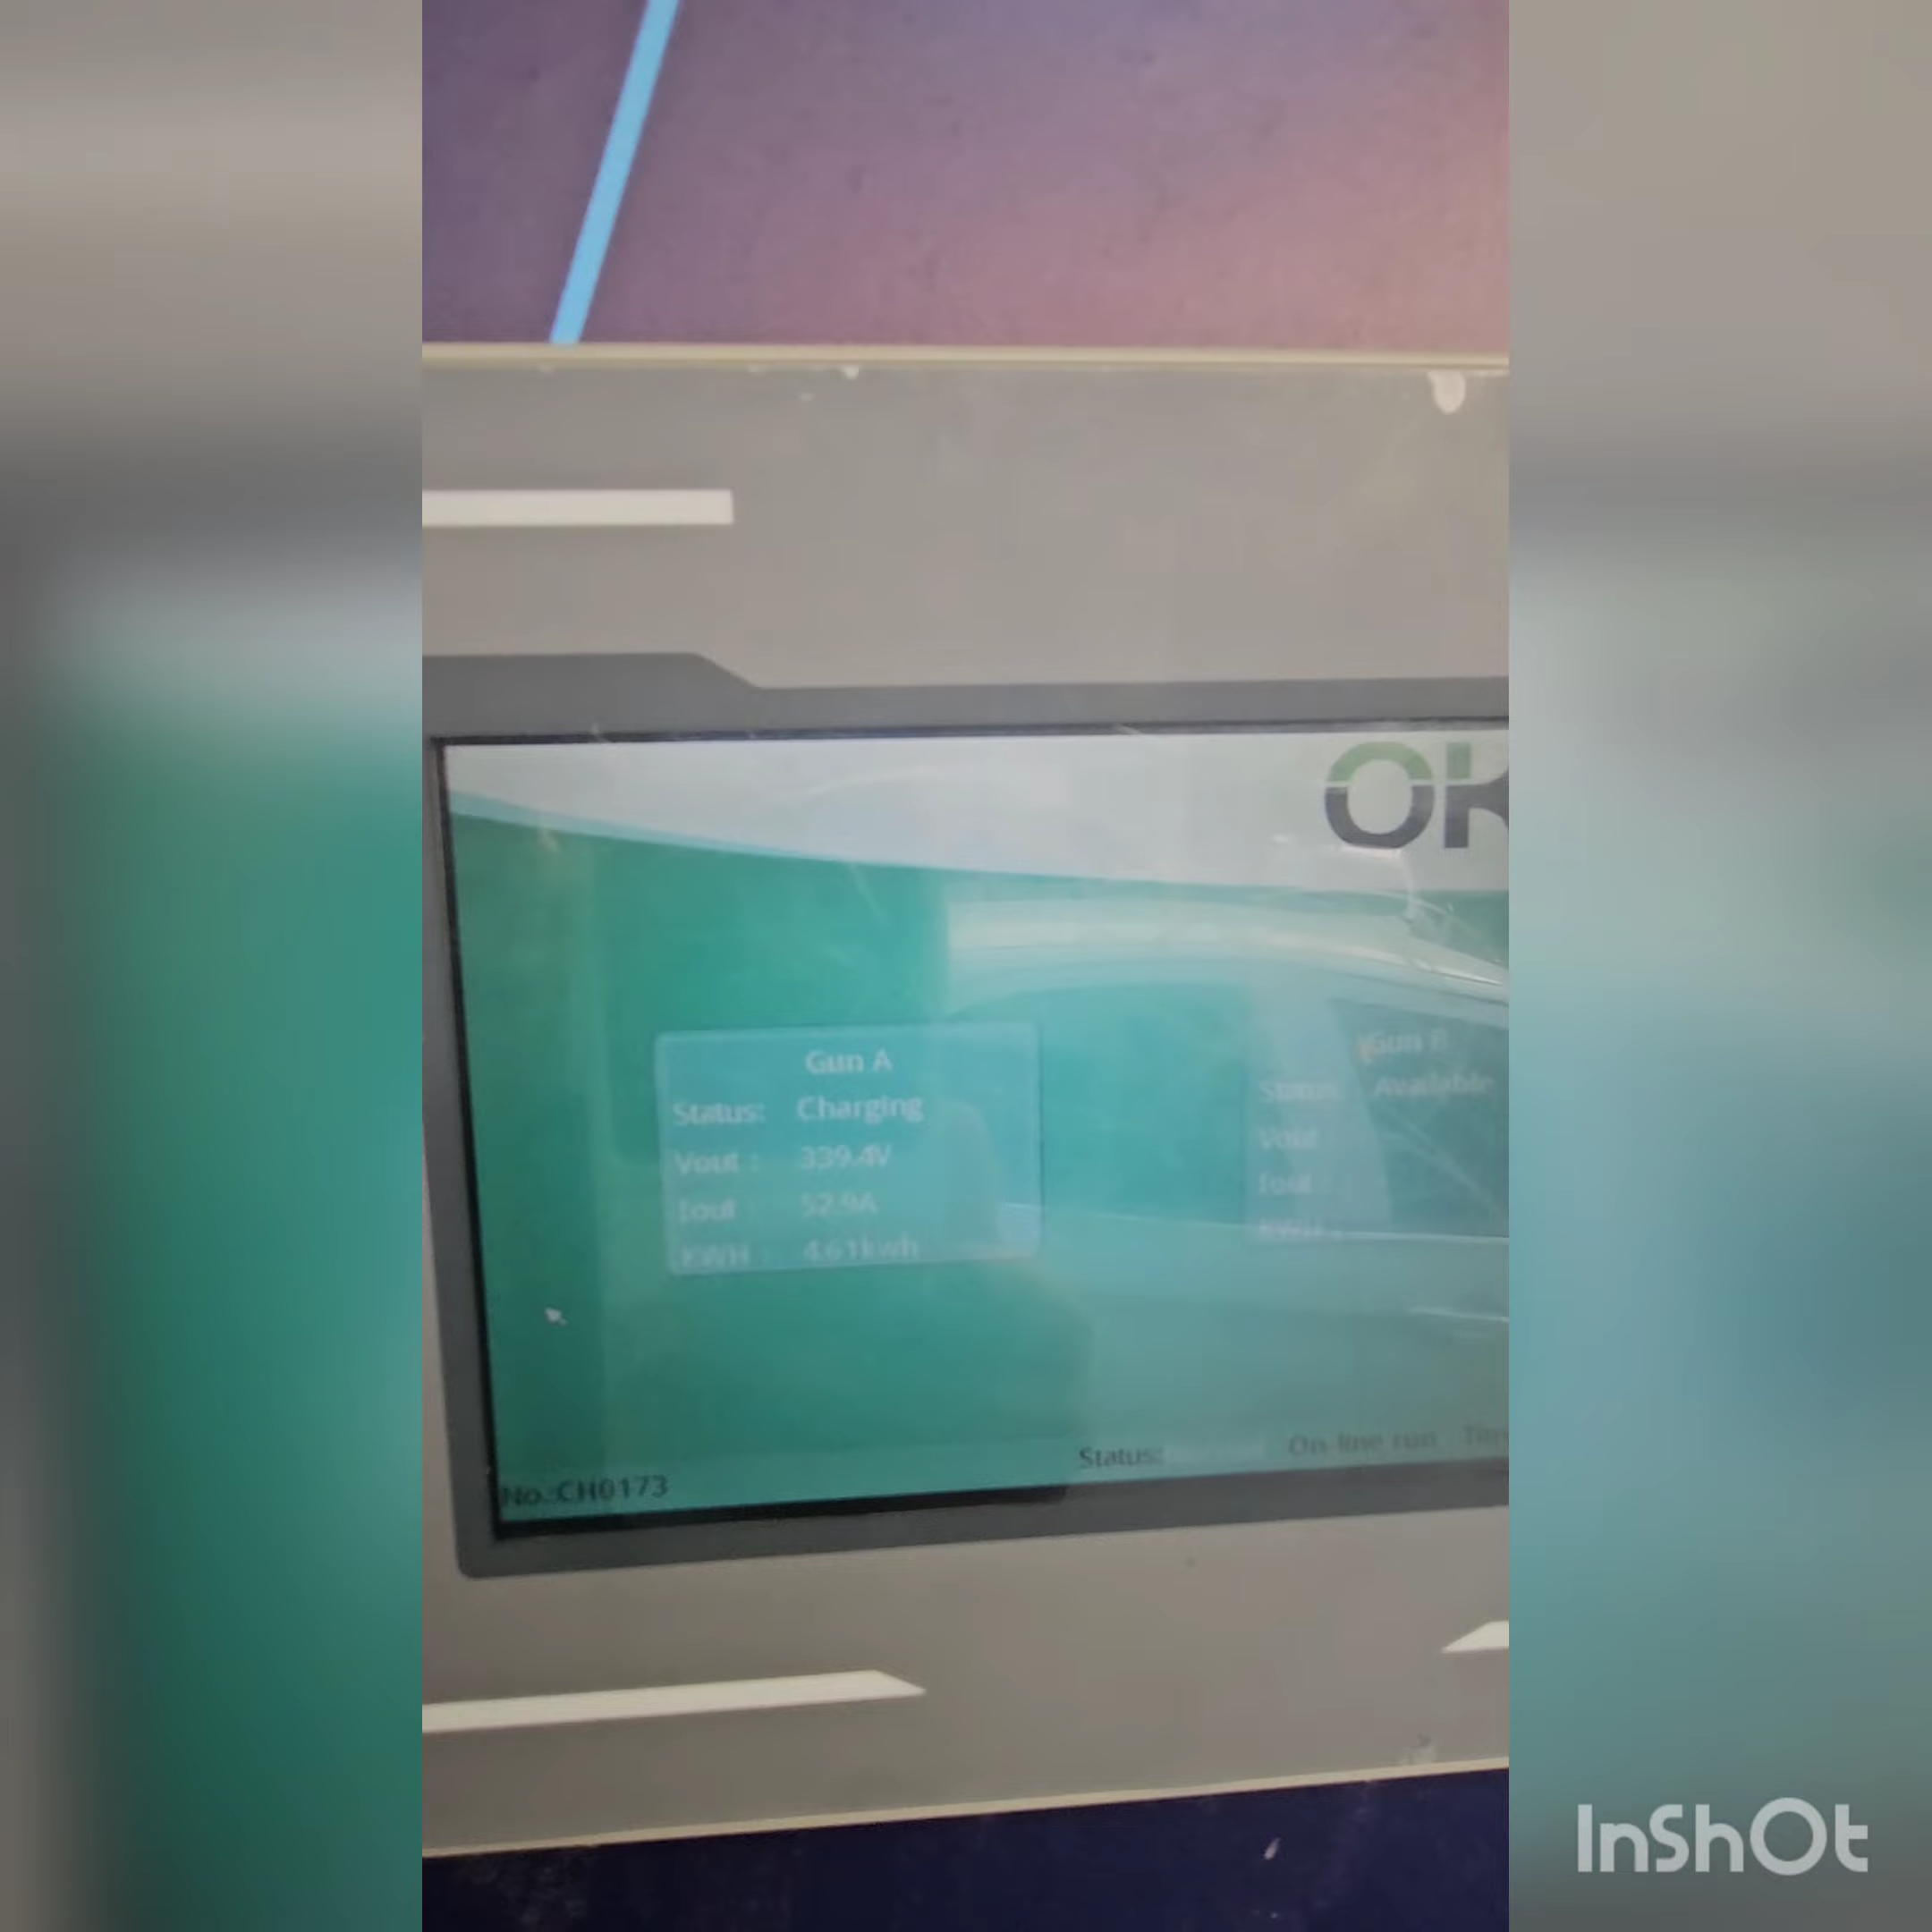 OK
Gun A
Status: Charging
Vout : 339.4V
Iout : 52.9A
KWH : 4.61kwh
Gun B
Status: Available
Vout :
Iout :
KWH :
Status: On-line run
No.:CH0173
InShOt